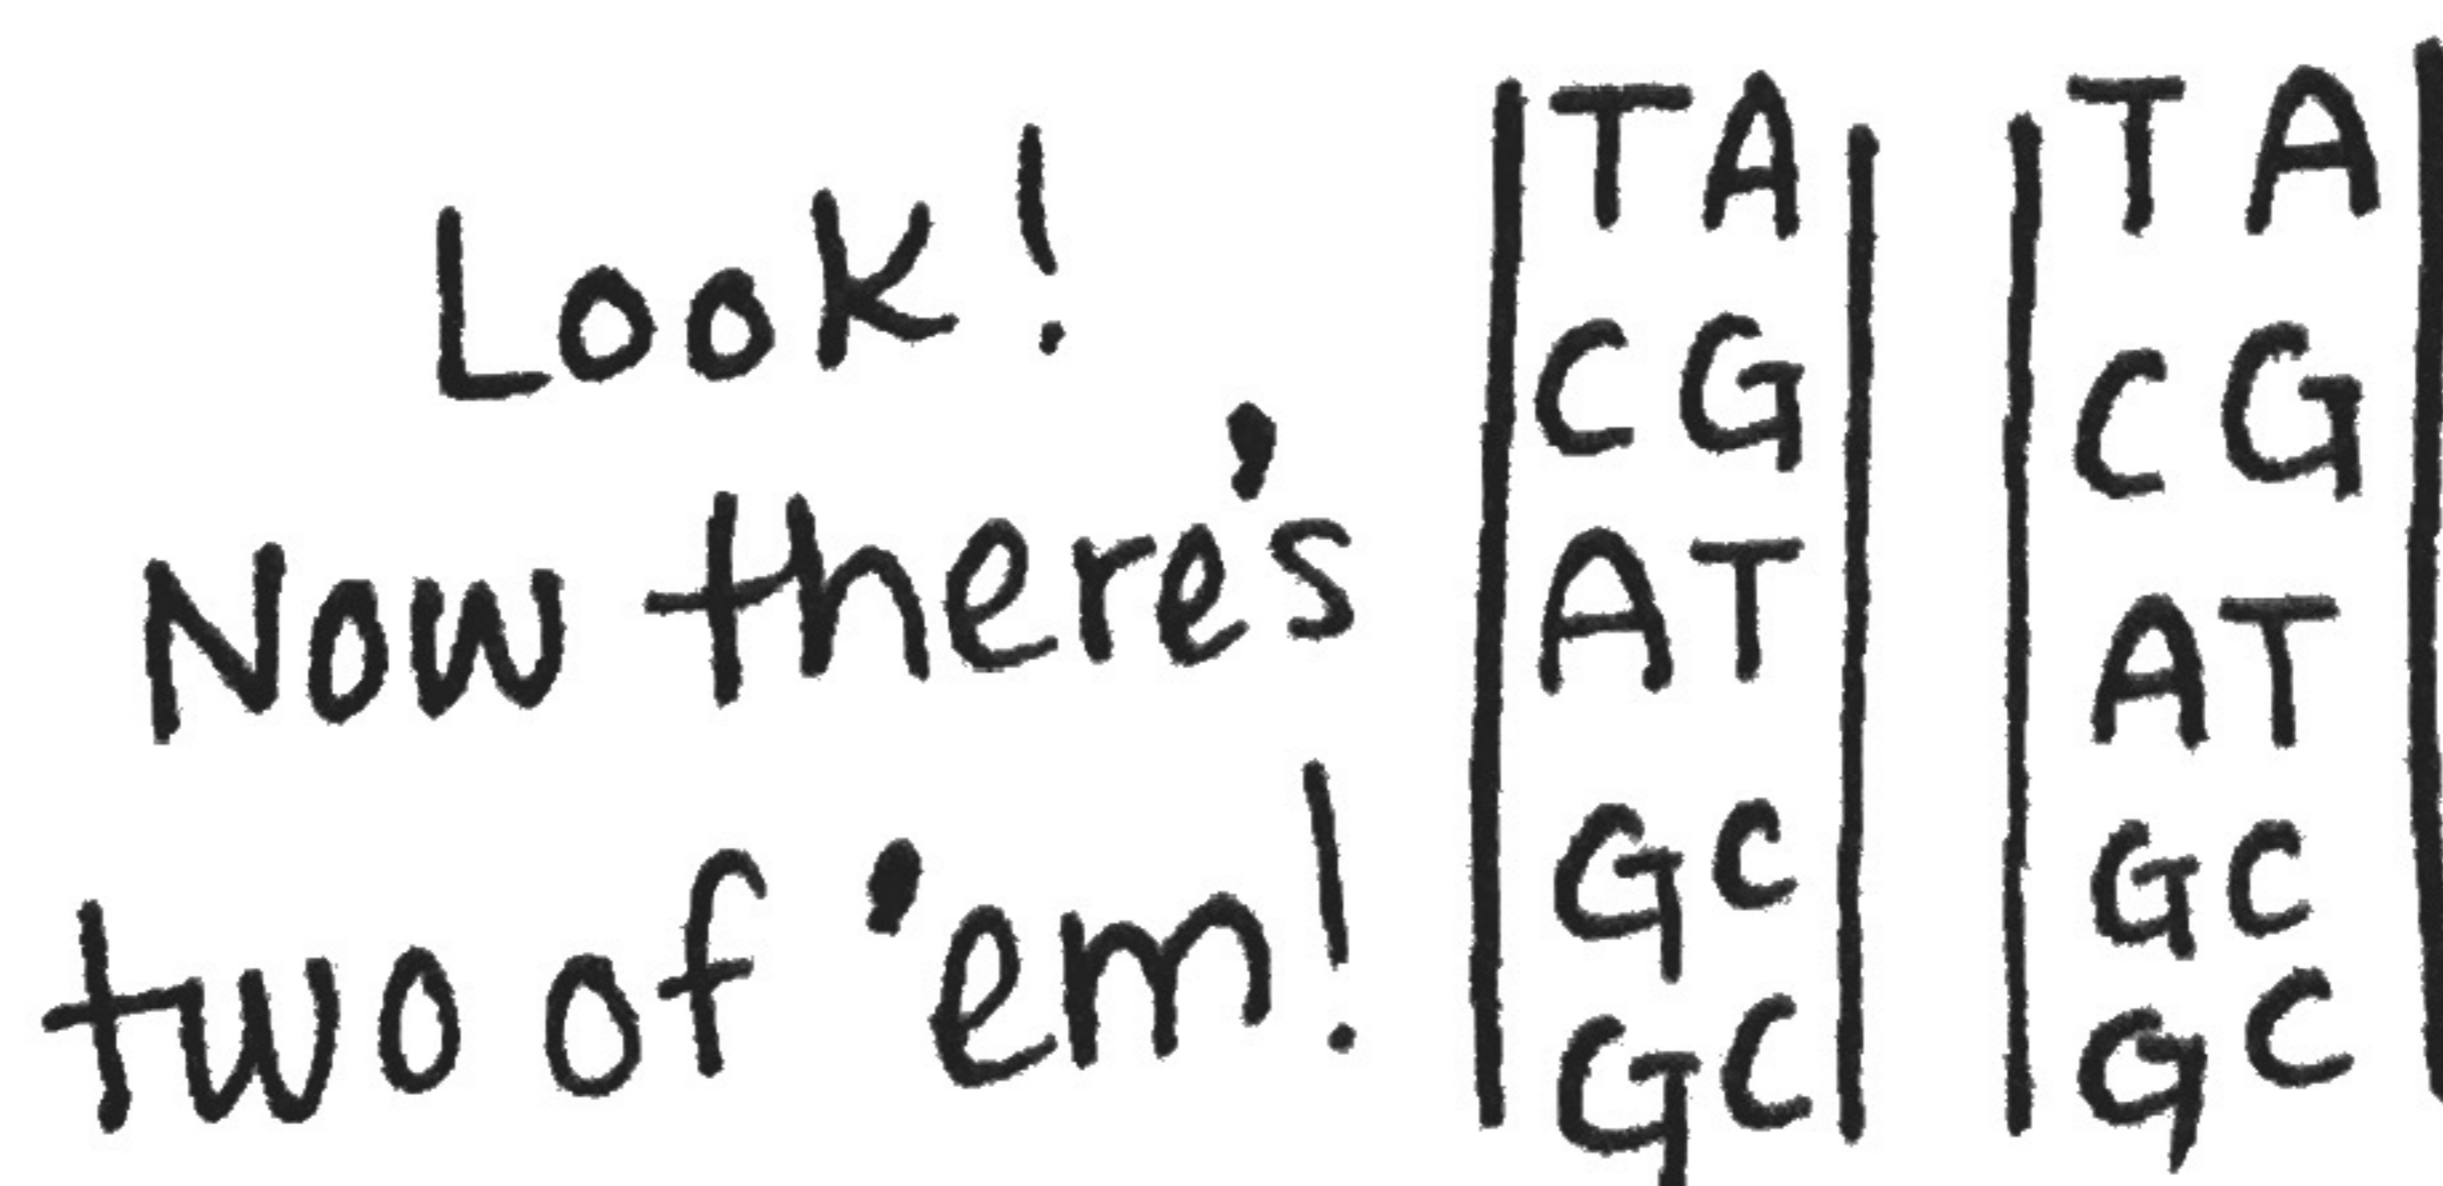 Look!
Now there's
two of 'em!
TA
CG
AT
GC
GC
TA
CG
AT
GC
GC